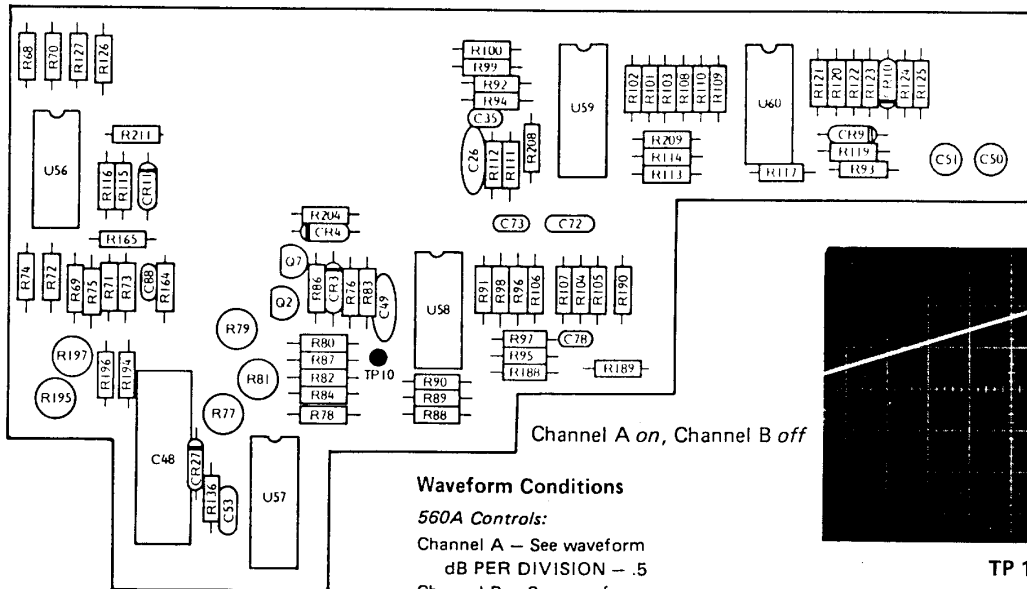 R68
R70
R127
R126
R100
R99
R92
R94
C35
C26
R112
R111
R208
U59
R102
R101
R103
R108
R110
R109
R209
R114
R113
U60
R117
R121
R120
R122
R123
CR10
R124
R125
CR9
R119
R93
C51
C50
U56
R211
R116
R115
CR11
R165
R204
CR4
C73
C72
R74
R72
R69
R75
R71
R73
C88
R164
Q7
Q2
R86
CR3
R76
R83
C49
U58
R91
R98
R96
R106
R107
R104
R105
R190
R197
R195
R196
R194
R79
R81
R77
R80
R87
R82
R84
R78
TP10
R90
R89
R88
R97
R95
R188
C78
R189
C48
CR27
R136
C53
U57
Channel A on, Channel B off
Waveform Conditions
560A Controls:
Channel A – See waveform
dB PER DIVISION – .5
TP 1